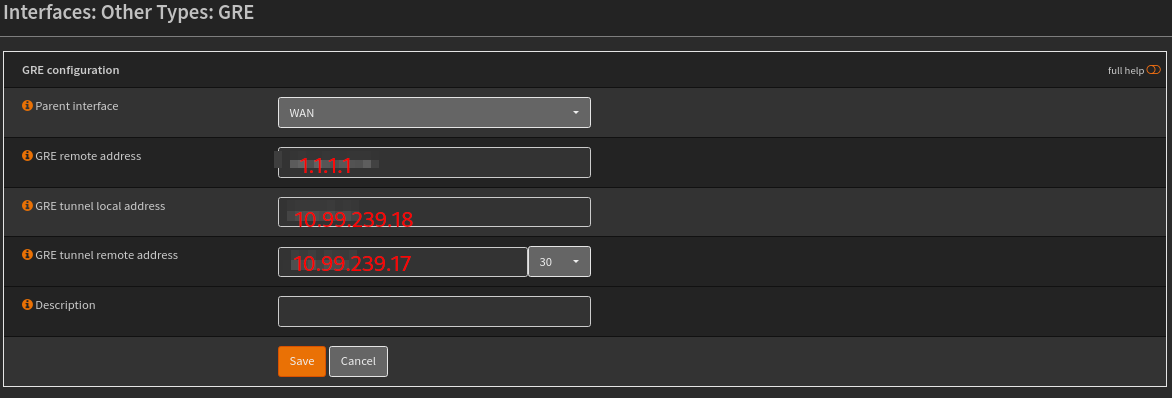 Interfaces: Other Types: GRE
GRE configuration
full help
Parent interface
WAN
GRE remote address
1.1.1.1
GRE tunnel local address
10.99.239.18
GRE tunnel remote address
10.99.239.17
30
Description
Save
Cancel